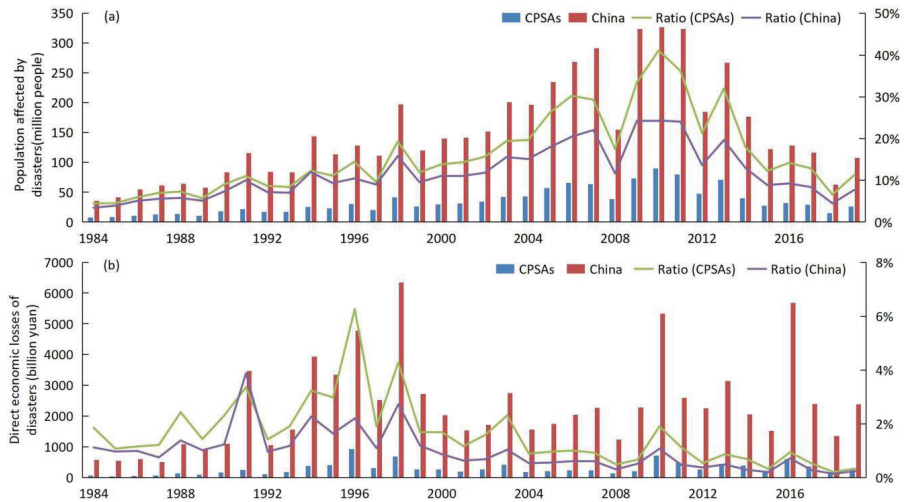 (a)
CPSAs China Ratio (CPSAs) Ratio (China)
Population affected by
disasters(million people)
350
300
250
200
150
100
50
0
50%
40%
30%
20%
10%
0%
1984 1988 1992 1996 2000 2004 2008 2012 2016
(b)
CPSAs China Ratio (CPSAs) Ratio (China)
Direct economic losses of
disasters (billion yuan)
7000
6000
5000
4000
3000
2000
1000
0
8%
6%
4%
2%
0%
1984 1988 1992 1996 2000 2004 2008 2012 2016